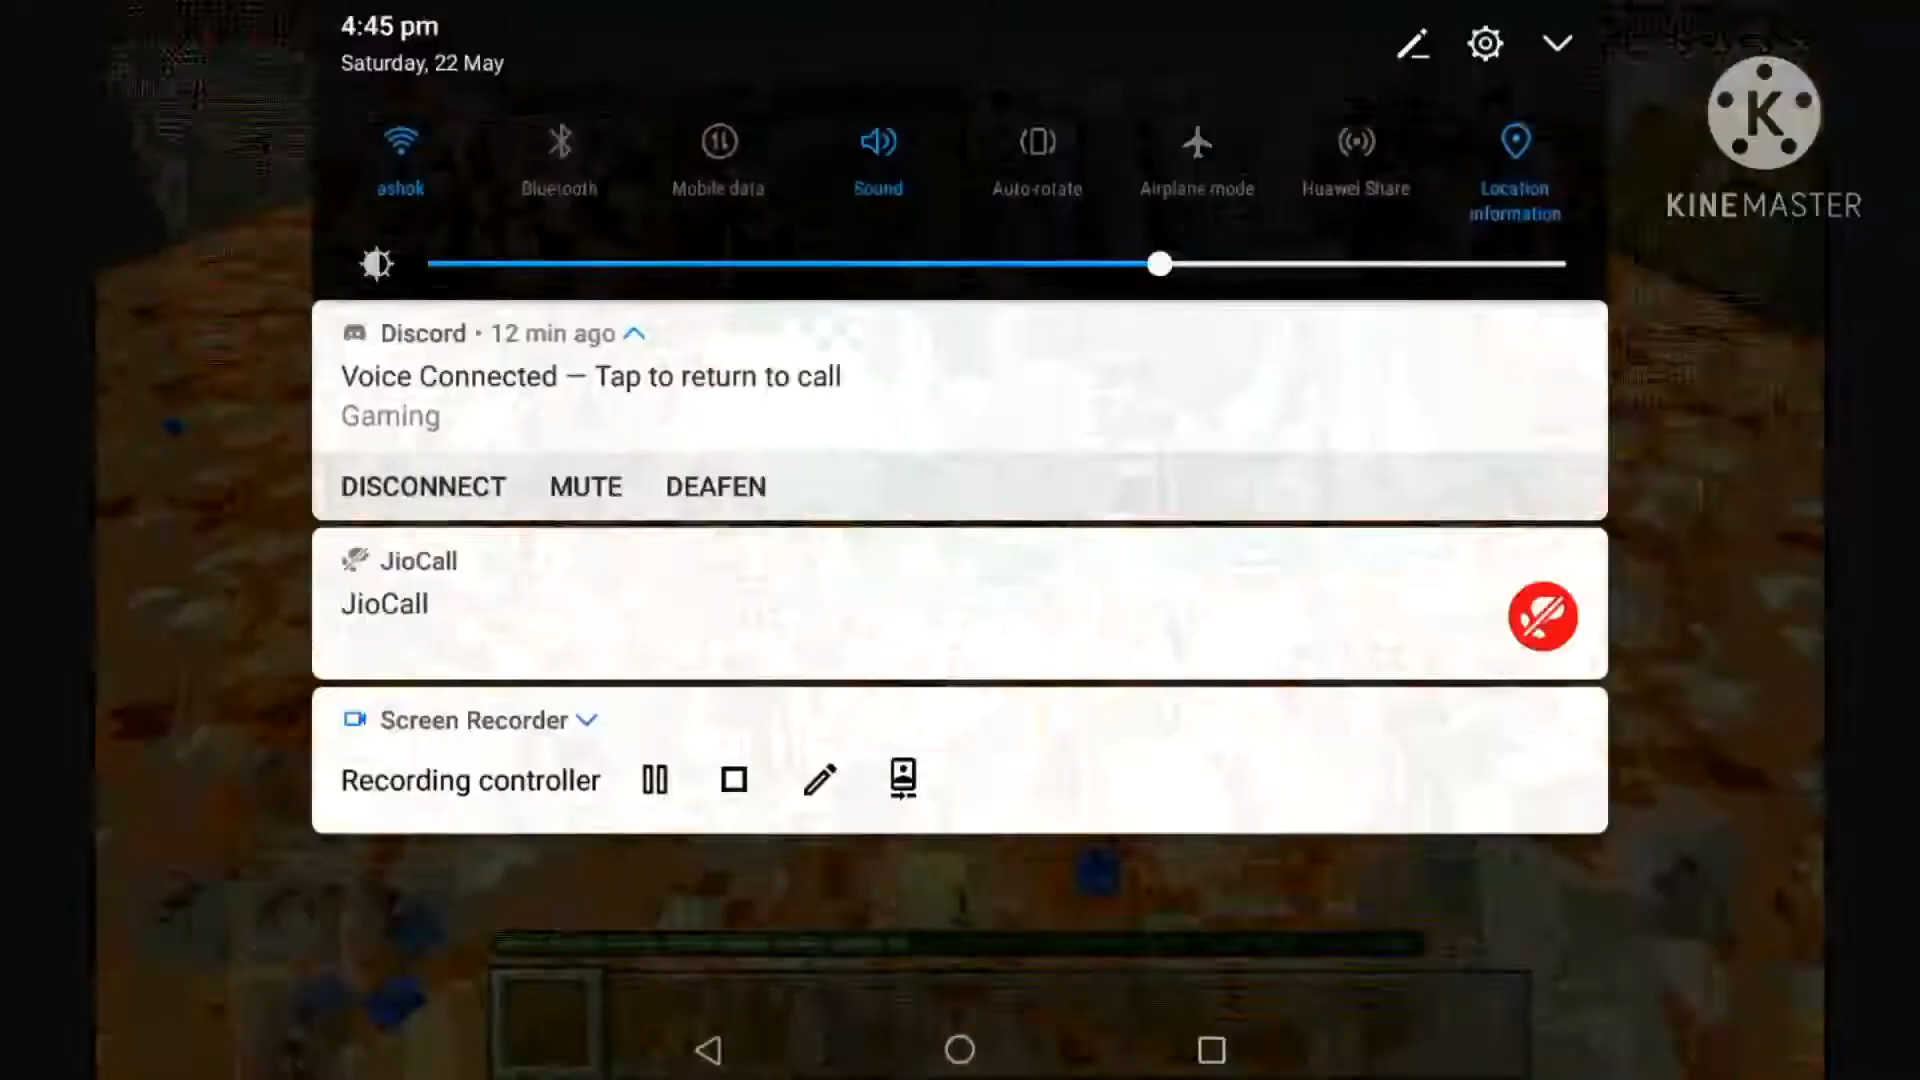 4:45 pm
Saturday, 22 May
K
KINEMASTER
ashok
Bluetooth
Mobile data
Sound
Auto-rotate
Airplane mode
Huawei Share
Location
information
Discord • 12 min ago
Voice Connected — Tap to return to call
Gaming
DISCONNECT MUTE DEAFEN
JioCall
JioCall
Screen Recorder
Recording controller